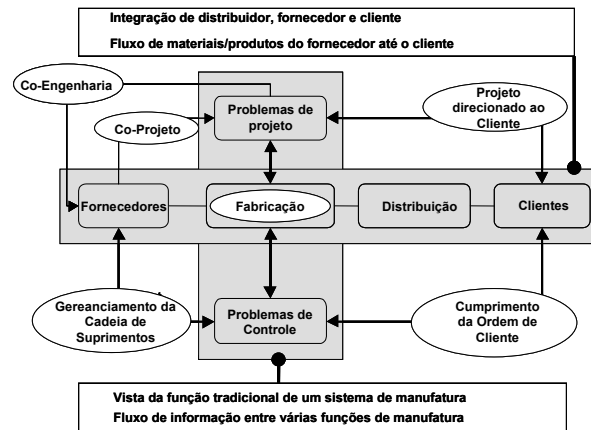 Integração de distribuidor, fornecedor e cliente
Fluxo de materiais/produtos do fornecedor até o cliente
Co-Engenharia
Problemas de
projeto
Projeto
direcionado ao
Cliente
Co-Projeto
Fornecedores
Fabricação
Distribuição
Clientes
Gereanciamento da
Cadeia de
Suprimentos
Problemas de
Controle
Cumprimento
da Ordem de
Cliente
Vista da função tradicional de um sistema de manufatura
Fluxo de informação entre várias funções de manufatura